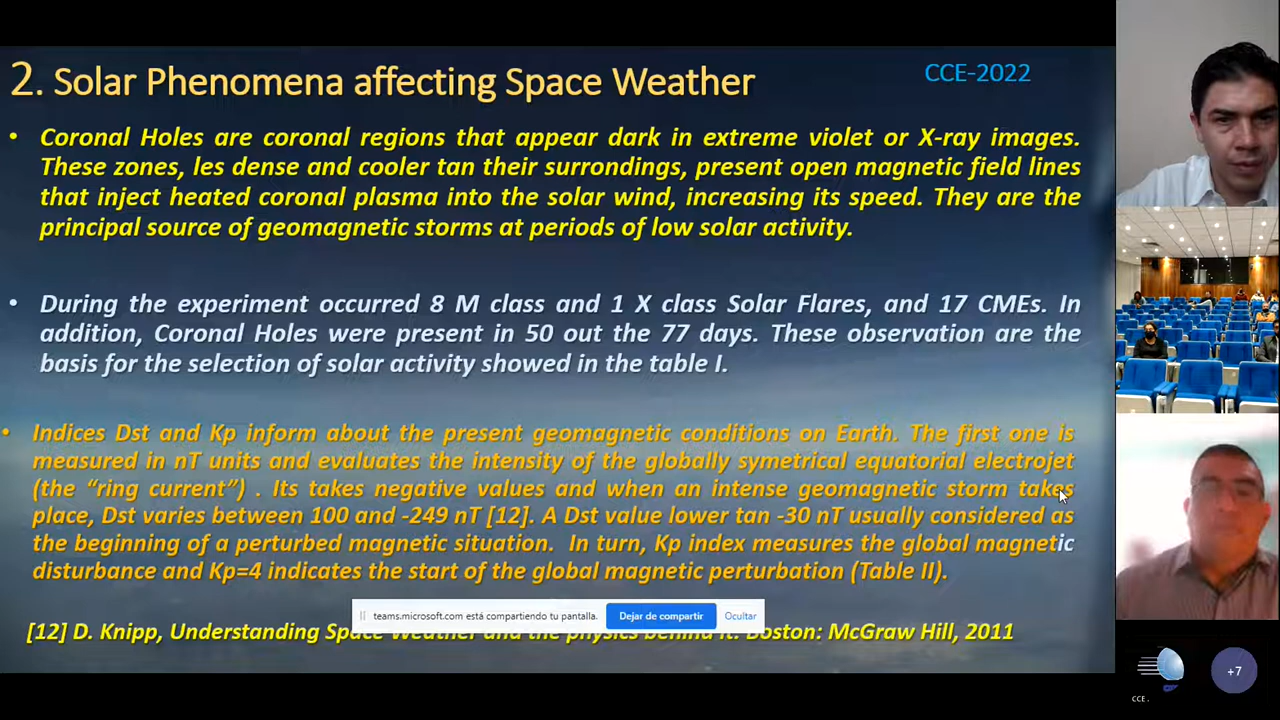 2. Solar Phenomena affecting Space Weather
CCE-2022
• Coronal Holes are coronal regions that appear dark in extreme violet or X-ray images.
These zones, les dense and cooler tan their surrondings, present open magnetic field lines
that inject heated coronal plasma into the solar wind, increasing its speed. They are the
principal source of geomagnetic storms at periods of low solar activity.
• During the experiment occurred 8 M class and 1 X class Solar Flares, and 17 CMEs. In
addition, Coronal Holes were present in 50 out the 77 days. These observation are the
basis for the selection of solar activity showed in the table I.
• Indices Dst and Kp inform about the present geomagnetic conditions on Earth. The first one is
measured in nT units and evaluates the intensity of the globally symetrical equatorial electrojet
(the “ring current”) . Its takes negative values and when an intense geomagnetic storm takes
place, Dst varies between 100 and -249 nT [12]. A Dst value lower tan -30 nT usually considered as
the beginning of a perturbed magnetic situation. In turn, Kp index measures the global magnetic
disturbance and Kp=4 indicates the start of the global magnetic perturbation (Table II).
teams.microsoft.com está compartiendo tu pantalla.
Dejar de compartir
Ocultar
[12] D. Knipp, Understanding Space Weather and the physics behind it. Boston: McGraw Hill, 2011
+7
CCE.